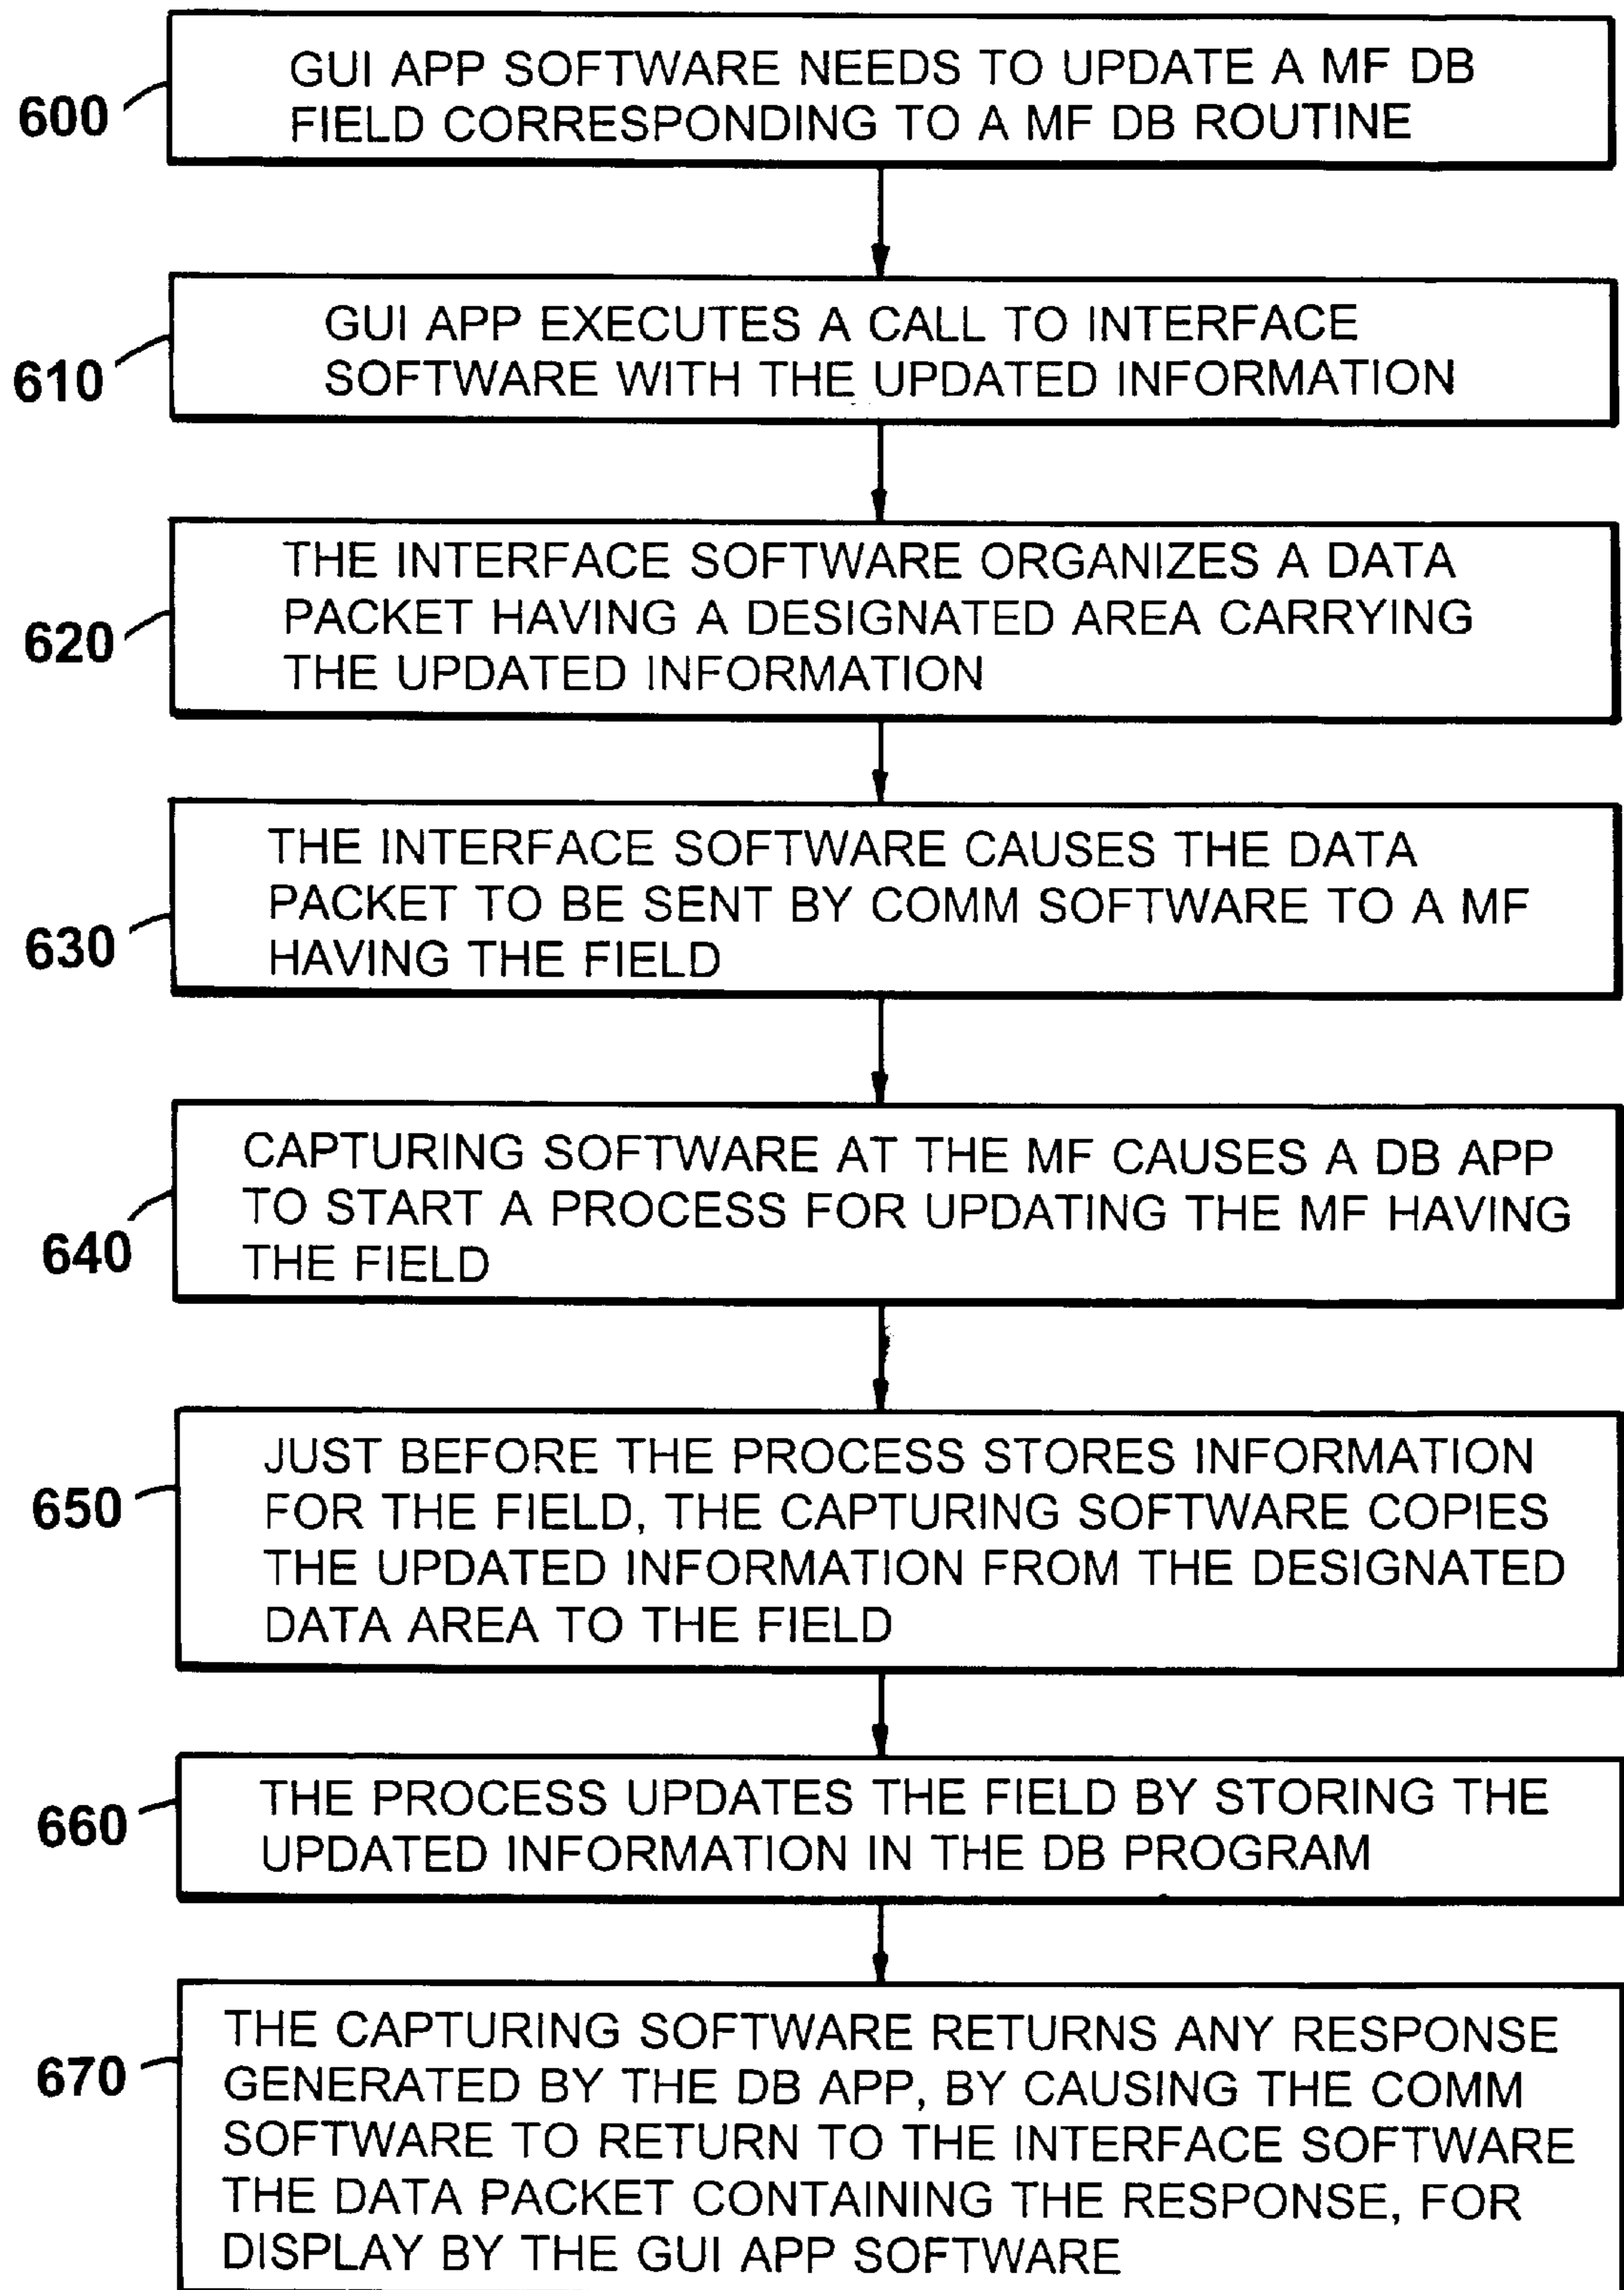 600
GUI APP SOFTWARE NEEDS TO UPDATE A MF DB
FIELD CORRESPONDING TO A MF DB ROUTINE
610
GUI APP EXECUTES A CALL TO INTERFACE
SOFTWARE WITH THE UPDATED INFORMATION
620
THE INTERFACE SOFTWARE ORGANIZES A DATA
PACKET HAVING A DESIGNATED AREA CARRYING
THE UPDATED INFORMATION
630
THE INTERFACE SOFTWARE CAUSES THE DATA
PACKET TO BE SENT BY COMM SOFTWARE TO A MF
HAVING THE FIELD
640
CAPTURING SOFTWARE AT THE MF CAUSES A DB APP
TO START A PROCESS FOR UPDATING THE MF HAVING
THE FIELD
650
JUST BEFORE THE PROCESS STORES INFORMATION
FOR THE FIELD, THE CAPTURING SOFTWARE COPIES
THE UPDATED INFORMATION FROM THE DESIGNATED
DATA AREA TO THE FIELD
660
THE PROCESS UPDATES THE FIELD BY STORING THE
UPDATED INFORMATION IN THE DB PROGRAM
670
THE CAPTURING SOFTWARE RETURNS ANY RESPONSE
GENERATED BY THE DB APP, BY CAUSING THE COMM
SOFTWARE TO RETURN TO THE INTERFACE SOFTWARE
THE DATA PACKET CONTAINING THE RESPONSE, FOR
DISPLAY BY THE GUI APP SOFTWARE